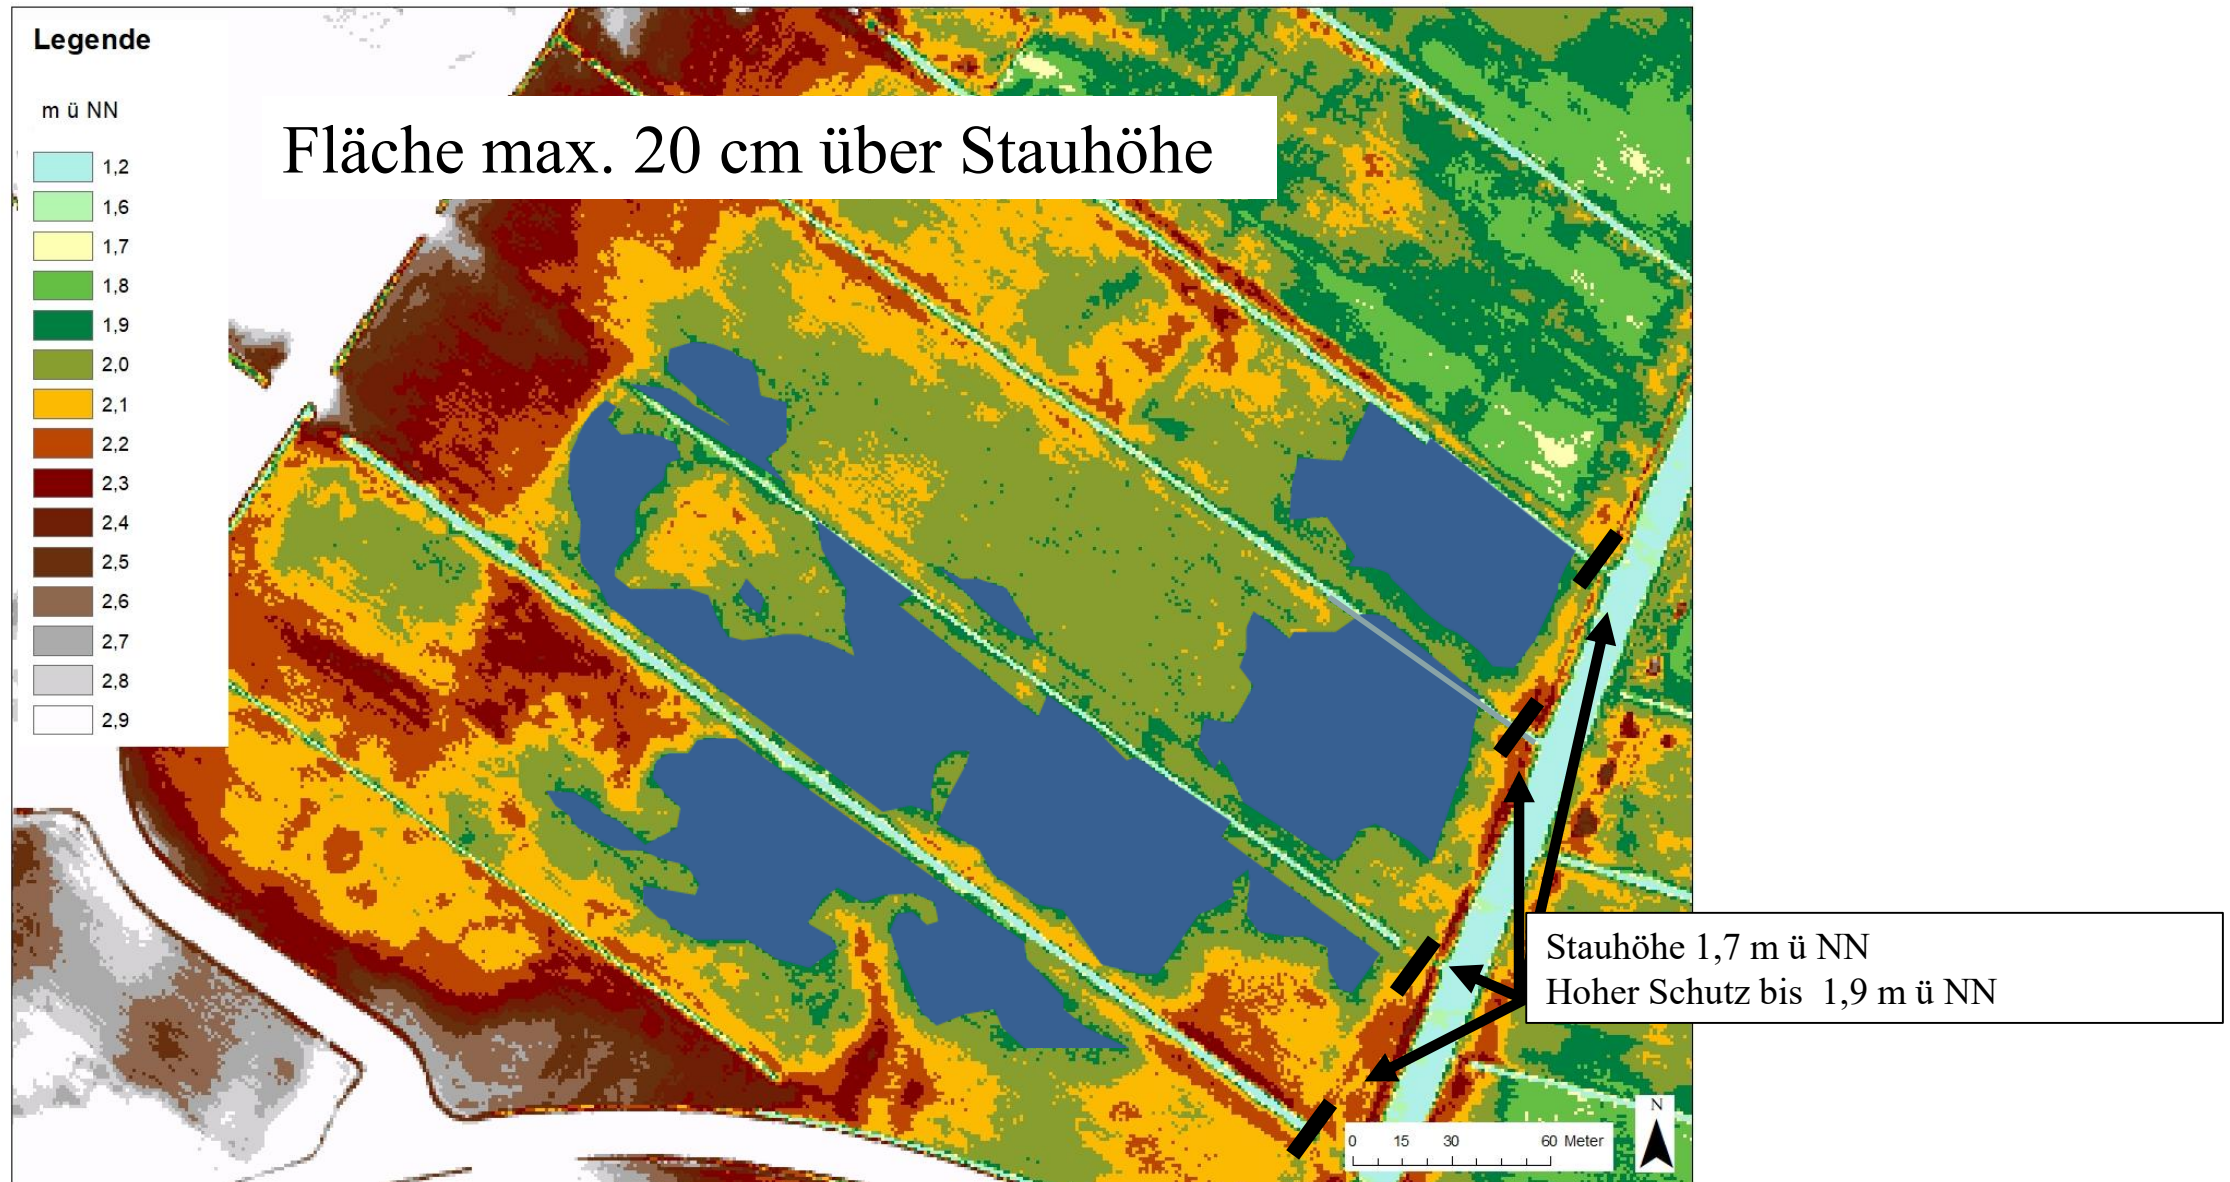 Legende
m ü NN
1,2
1,6
1,7
1,8
1,9
2,0
2,1
2,2
2,3
2,4
2,5
2,6
2,7
2,8
2,9
Fläche max. 20 cm über Stauhöhe
Stauhöhe 1,7 m ü NN
Hoher Schutz bis 1,9 m ü NN
0 15 30 60 Meter
N